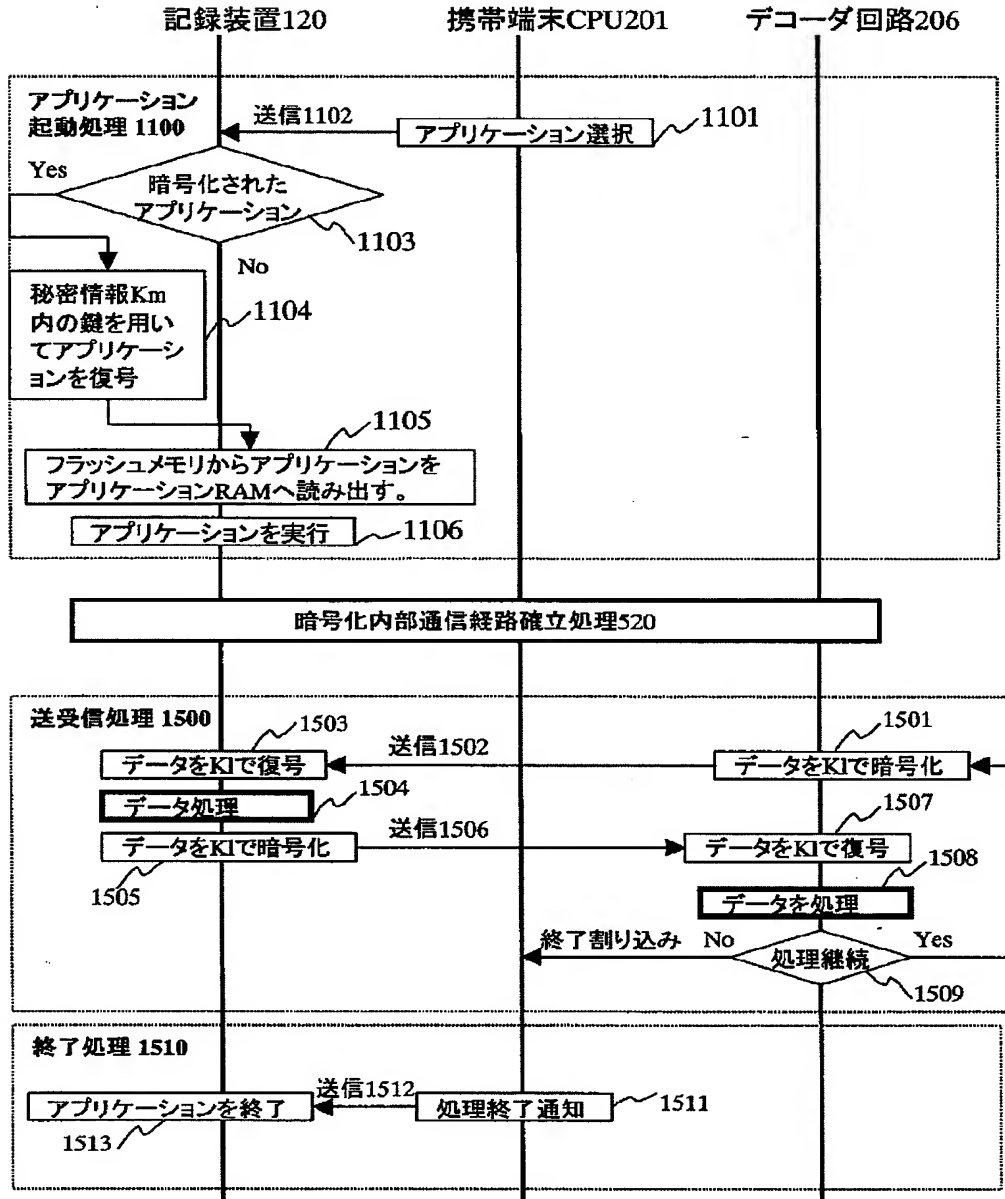 記録装置120
携帯端末CPU201
デコーダ回路206
アプリケーション
起動処理 1100
送信1102
アプリケーション選択
1101
Yes
暗号化された
アプリケーション
1103
No
秘密情報Km
内の鍵を用い
てアプリケーシ
ョンを復号
1104
1105
フラッシュメモリからアプリケーションを
アプリケーションRAMへ読み出す。
アプリケーションを実行
1106
暗号化内部通信経路確立処理520
送受信処理 1500
1503
1501
データをKlで復号
送信1502
データをKlで暗号化
データ処理
1504
1507
データをKlで暗号化
送信1506
データをKlで復号
1505
1508
データを処理
終了割り込み
No
Yes
処理継続
1509
終了処理 1510
送信1512
アプリケーションを終了
処理終了通知
1511
1513